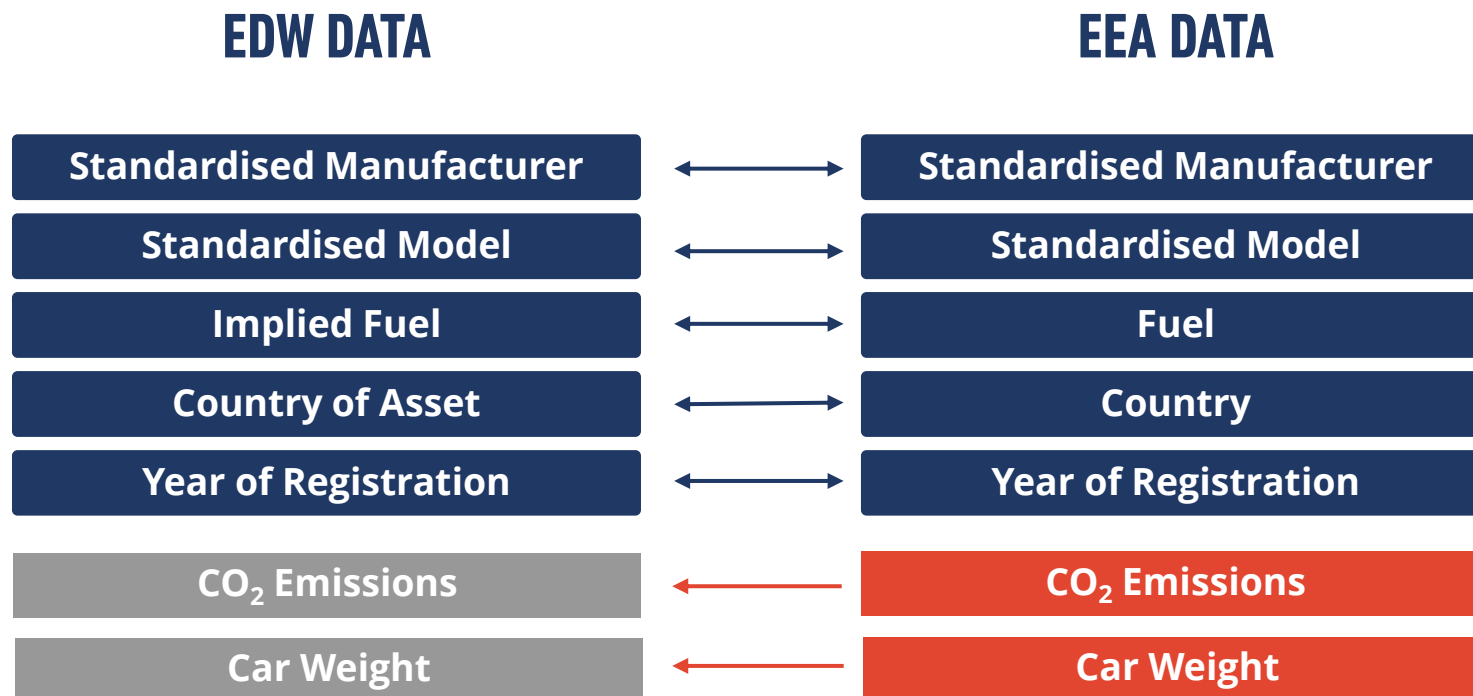 EDW DATA
EEA DATA
Standardised Manufacturer
Standardised Manufacturer
Standardised Model
Standardised Model
Implied Fuel
Fuel
Country of Asset
Country
Year of Registration
Year of Registration
CO₂ Emissions
CO₂ Emissions
Car Weight
Car Weight